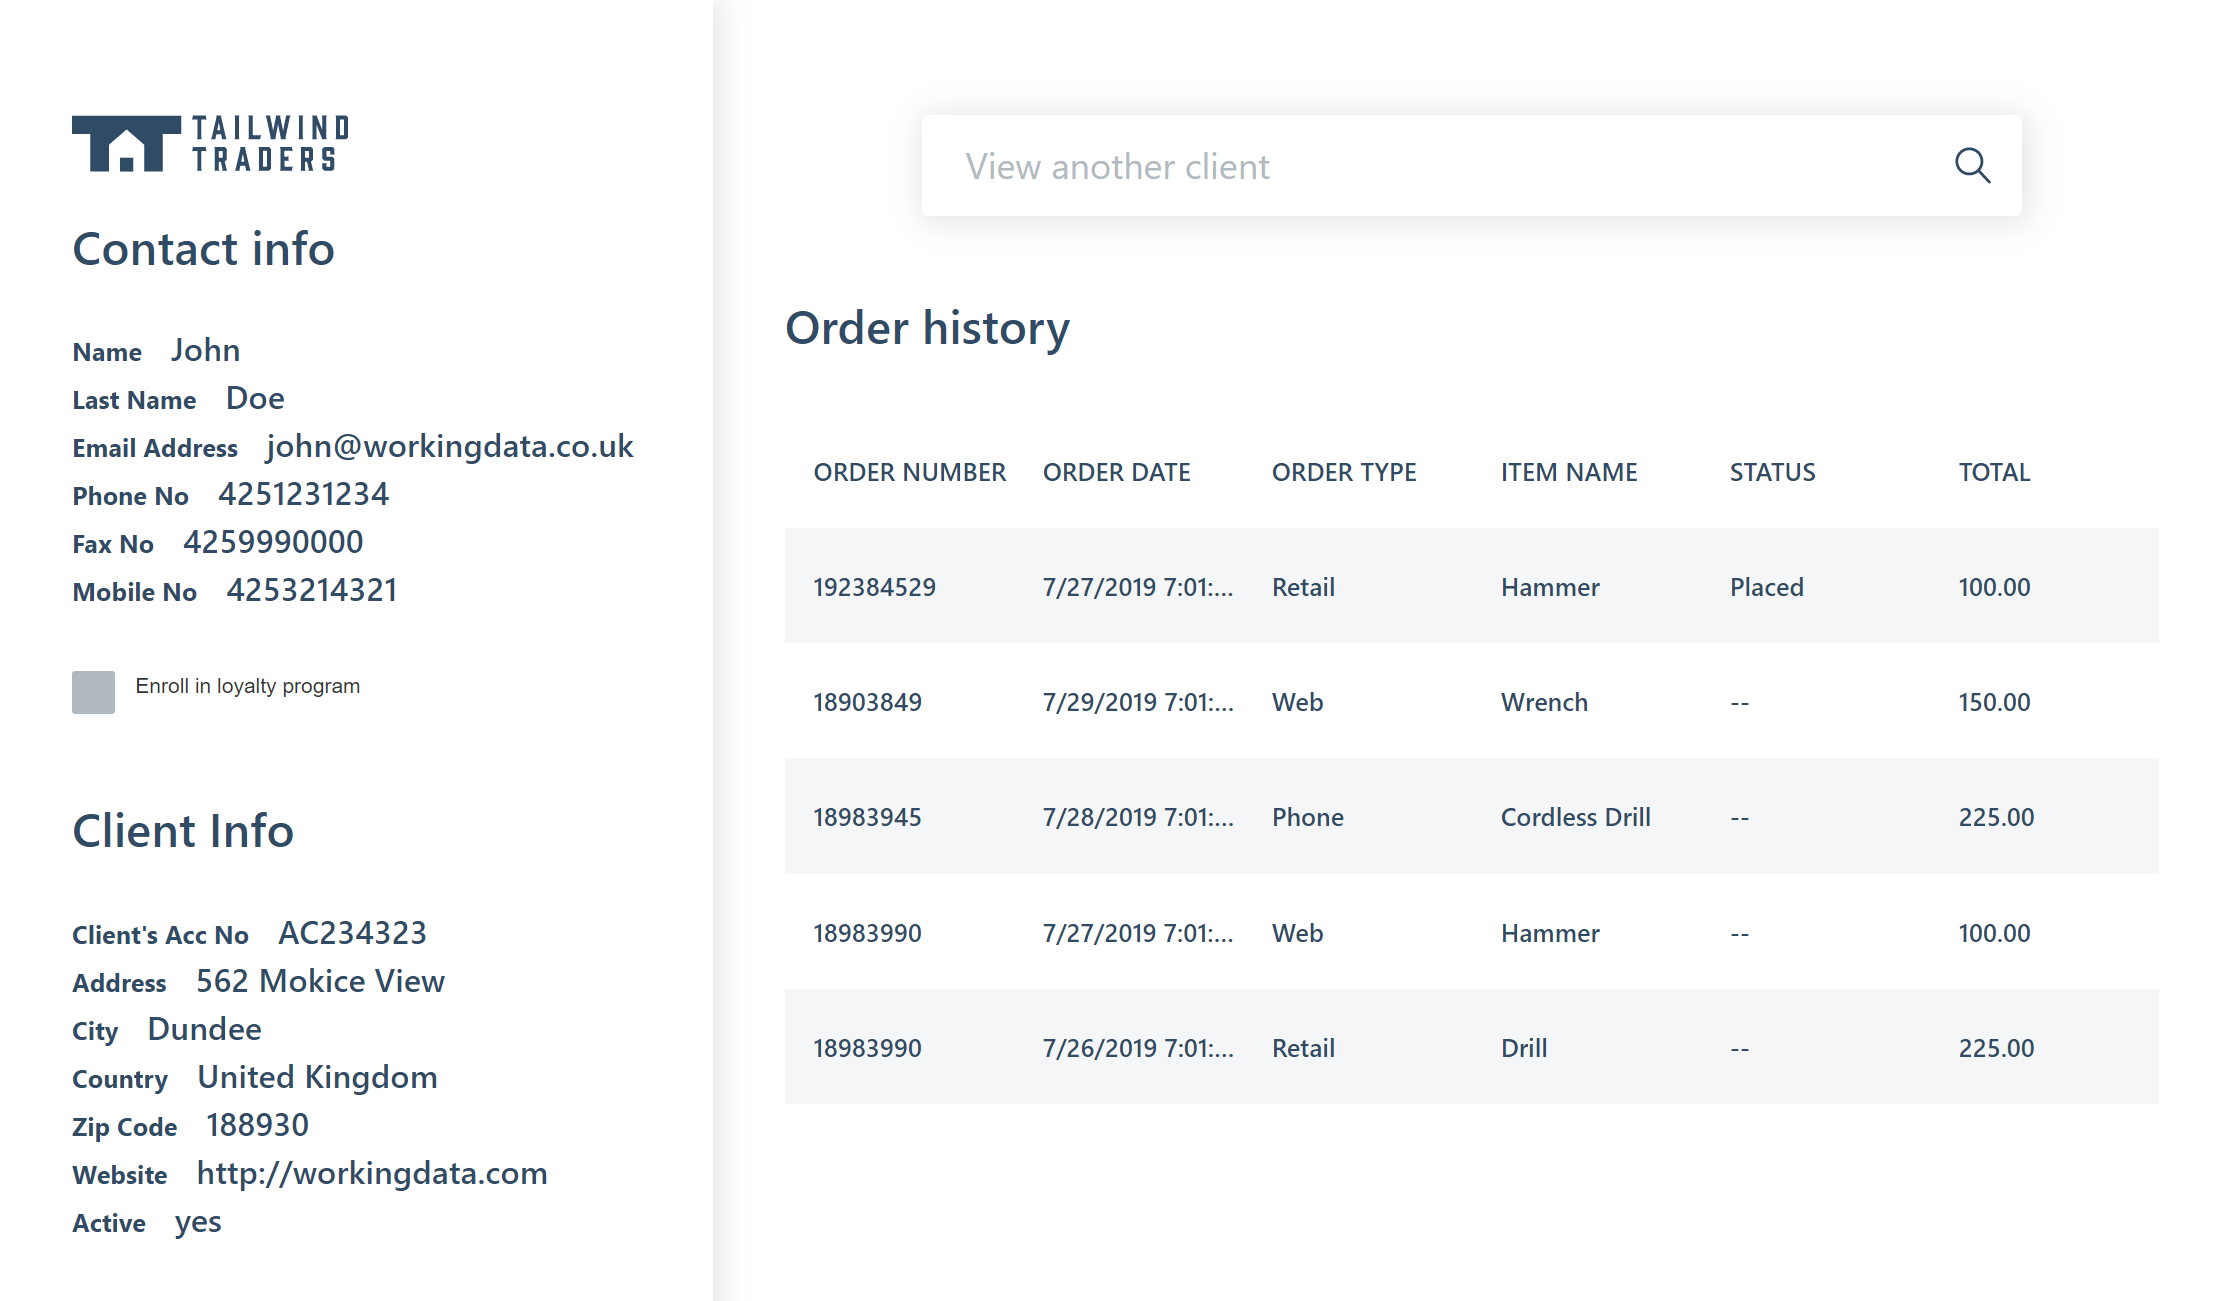 TAILWIND
TRADERS
Contact info
Name John
Last Name Doe
Email Address john@workingdata.co.uk
Phone No 4251231234
Fax No 4259990000
Mobile No 4253214321
Enroll in loyalty program
Client Info
Client's Acc No AC234323
Address 562 Mokice View
City Dundee
Country United Kingdom
Zip Code 188930
Website http://workingdata.com
Active yes
View another client
Order history
ORDER NUMBER ORDER DATE ORDER TYPE ITEM NAME STATUS TOTAL
192384529 7/27/2019 7:01:... Retail Hammer Placed 100.00
18903849 7/29/2019 7:01:... Web Wrench -- 150.00
18983945 7/28/2019 7:01:... Phone Cordless Drill -- 225.00
18983990 7/27/2019 7:01:... Web Hammer -- 100.00
18983990 7/26/2019 7:01:... Retail Drill -- 225.00